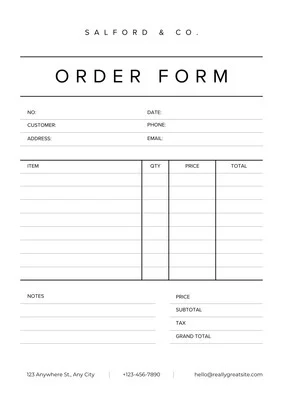 SALFORD & CO.
ORDER FORM
NO: DATE:
CUSTOMER: PHONE:
ADDRESS: EMAIL:
ITEM QTY PRICE TOTAL
NOTES PRICE
SUBTOTAL
TAX
GRAND TOTAL
123 Anywhere St., Any City | +123-456-7890 | hello@reallygreatsite.com